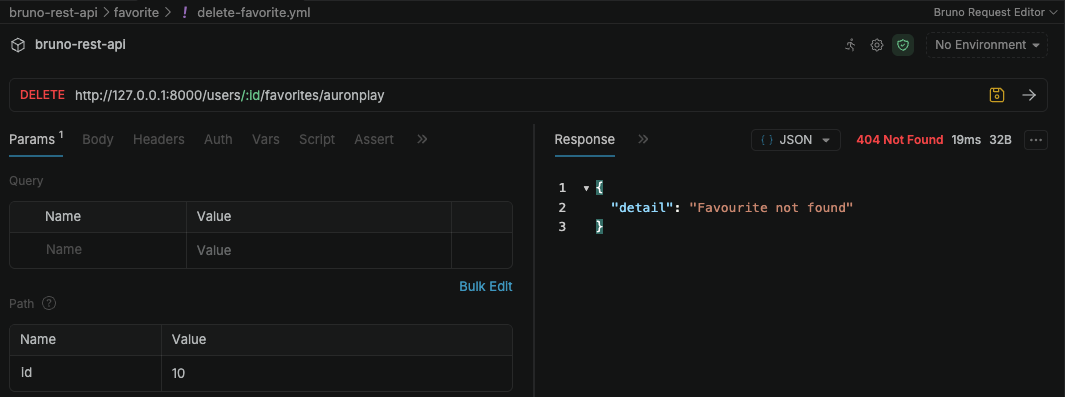 bruno-rest-api > favorite > ! delete-favorite.yml
Bruno Request Editor
bruno-rest-api
No Environment
DELETE http://127.0.0.1:8000/users/:id/favorites/auronplay
Params 1 Body Headers Auth Vars Script Assert >>
Query
Name Value
Name Value
Bulk Edit
Path ?
Name Value
id 10
Response >> { } JSON 404 Not Found 19ms 32B ...
1 {
2 "detail": "Favourite not found"
3 }